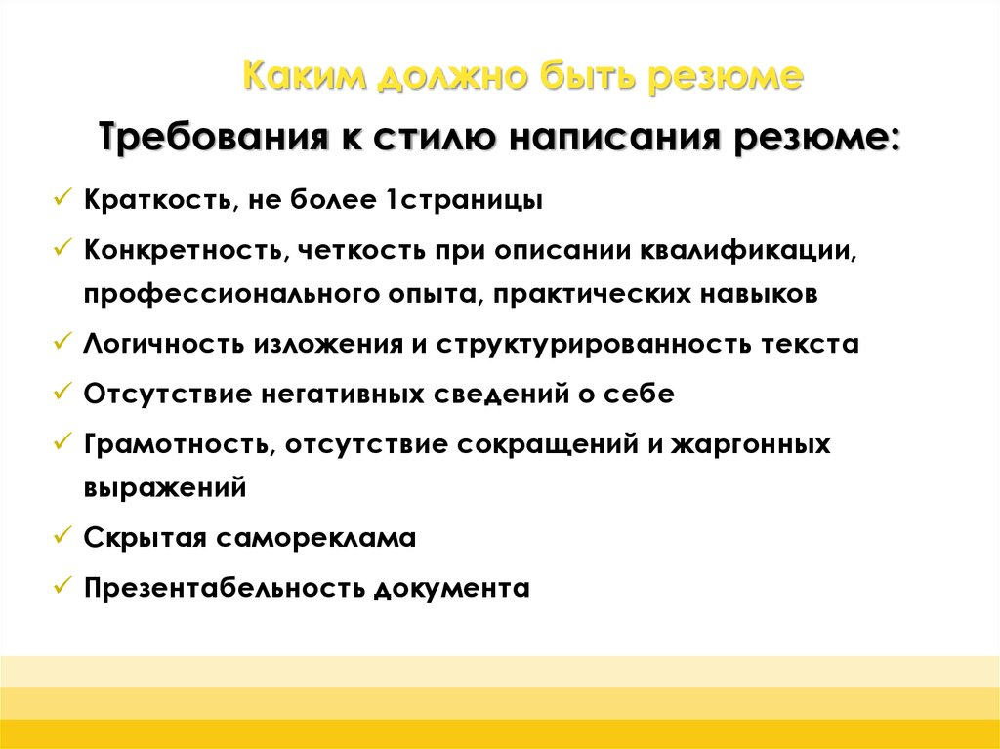 Каким должно быть резюме
Требования к стилю написания резюме:
✓ Краткость, не более 1страницы
✓ Конкретность, четкость при описании квалификации,
профессионального опыта, практических навыков
✓ Логичность изложения и структурированность текста
✓ Отсутствие негативных сведений о себе
✓ Грамотность, отсутствие сокращений и жаргонных
выражений
✓ Скрытая самореклама
✓ Презентабельность документа